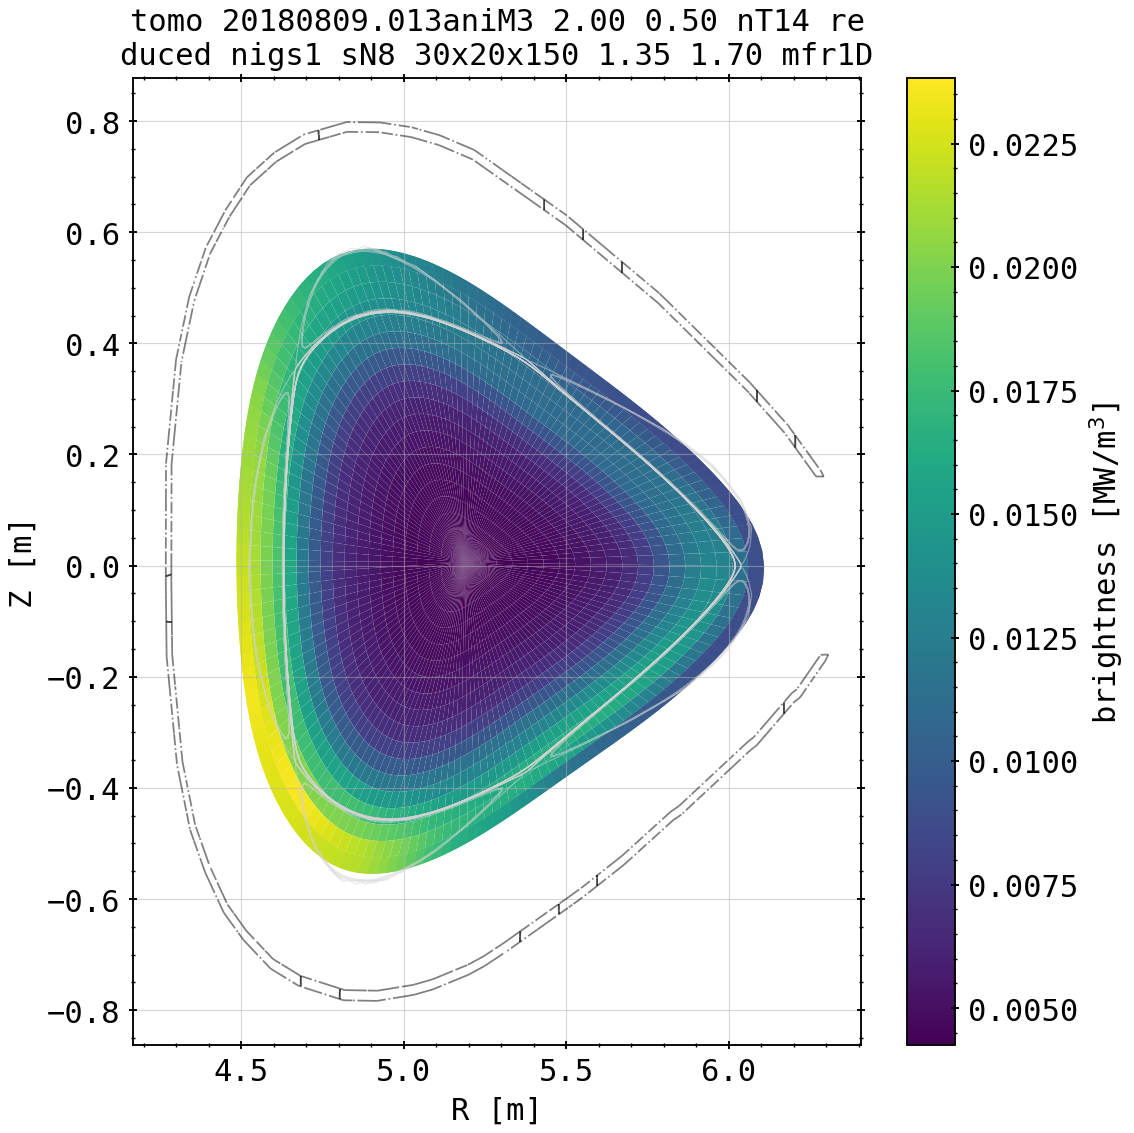 tomo 20180809.013aniM3 2.00 0.50 nT14 re
duced nigs1 sN8 30x20x150 1.35 1.70 mfr1D
0.8
0.6
0.4
0.2
0.0
−0.2
−0.4
−0.6
−0.8
Z [m]
4.5 5.0 5.5 6.0
R [m]
0.0225
0.0200
0.0175
0.0150
0.0125
0.0100
0.0075
0.0050
brightness [MW/m³]